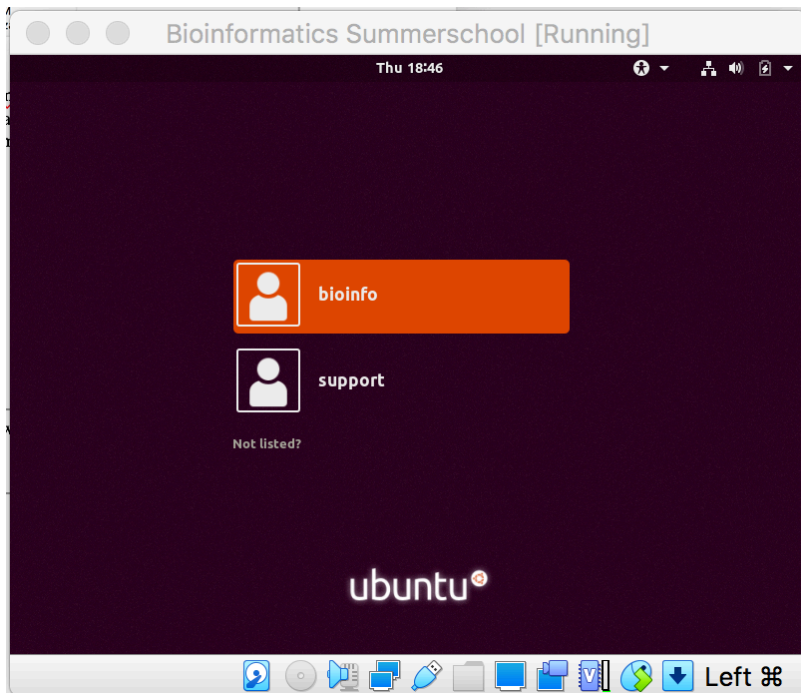 Bioinformatics Summerschool [Running]
Thu 18:46
bioinfo
support
Not listed?
ubuntu
Left ⌘